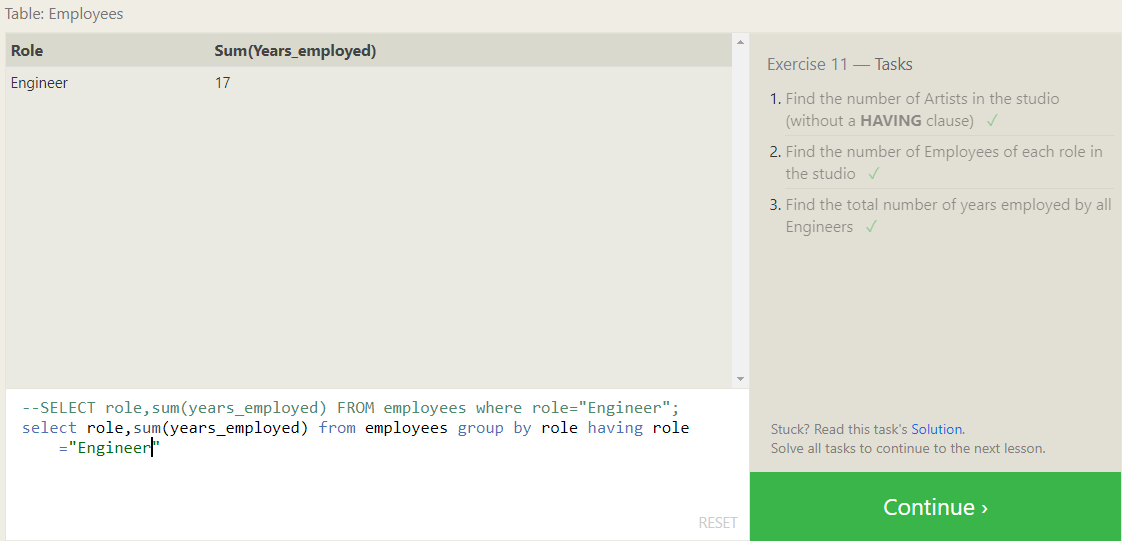 Table: Employees
Role Sum(Years_employed)
Engineer 17
--SELECT role,sum(years_employed) FROM employees where role="Engineer";
select role,sum(years_employed) from employees group by role having role
="Engineer"
RESET
Exercise 11 — Tasks
1. Find the number of Artists in the studio
(without a HAVING clause) ✓
2. Find the number of Employees of each role in
the studio ✓
3. Find the total number of years employed by all
Engineers ✓
Stuck? Read this task's Solution.
Solve all tasks to continue to the next lesson.
Continue ›